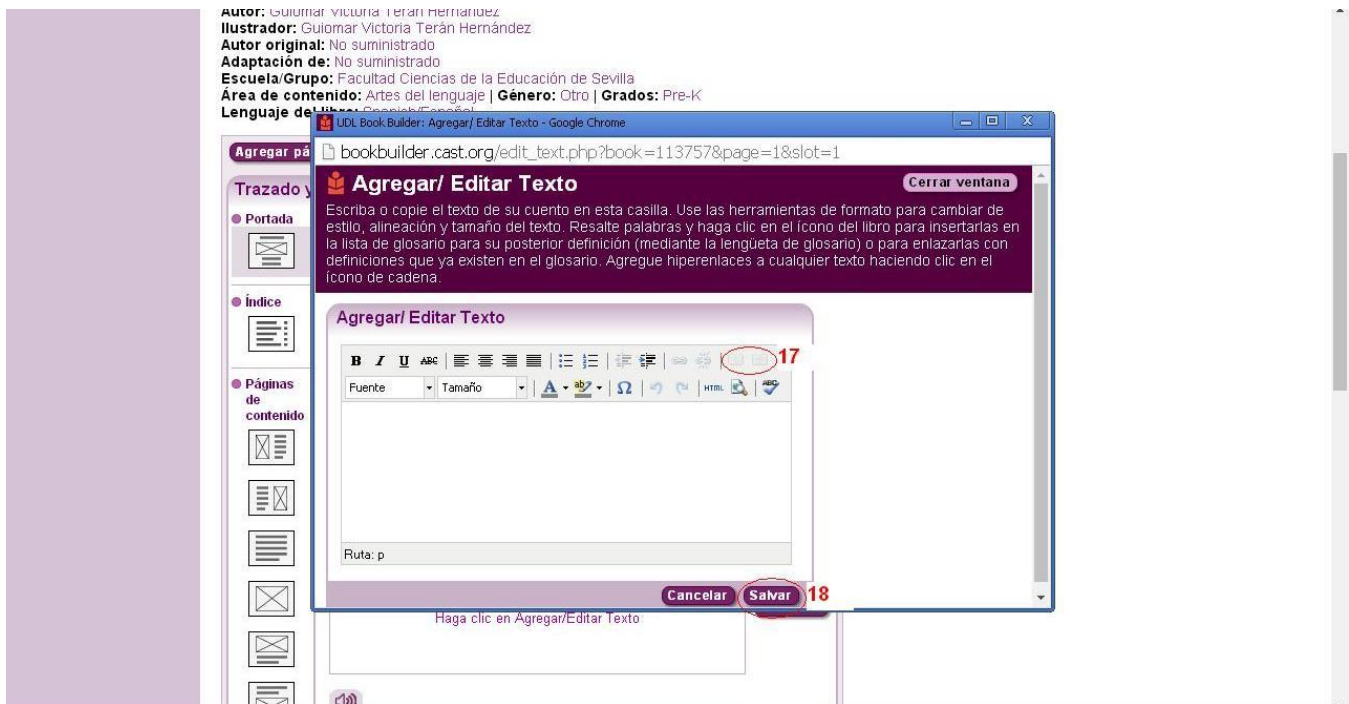 Autor: Guiomar Victoria Terán Hernández
Ilustrador: Guiomar Victoria Terán Hernández
Autor original: No suministrado
Adaptación de: No suministrado
Escuela/Grupo: Facultad Ciencias de la Educación de Sevilla
Área de contenido: Artes del lenguaje | Género: Otro | Grados: Pre-K
Lenguaje del libro: Spanish/Español
UDL Book Builder: Agregar/ Editar Texto - Google Chrome
bookbuilder.cast.org/edit_text.php?book=113757&page=1&slot=1
Agregar pá
Agregar/ Editar Texto
Cerrar ventana
Escriba o copie el texto de su cuento en esta casilla. Use las herramientas de formato para cambiar de
estilo, alineación y tamaño del texto. Resalte palabras y haga clic en el ícono del libro para insertarlas en
la lista de glosario para su posterior definición (mediante la lengüeta de glosario) o para enlazarlas con
definiciones que ya existen en el glosario. Agregue hiperenlaces a cualquier texto haciendo clic en el
ícono de cadena.
Trazado y
Portada
Índice
Páginas
de
contenido
Agregar/ Editar Texto
B I U ABC
17
Fuente Tamaño A ab Ω HTML ABC
Ruta: p
Cancelar Salvar 18
Haga clic en Agregar/Editar Texto